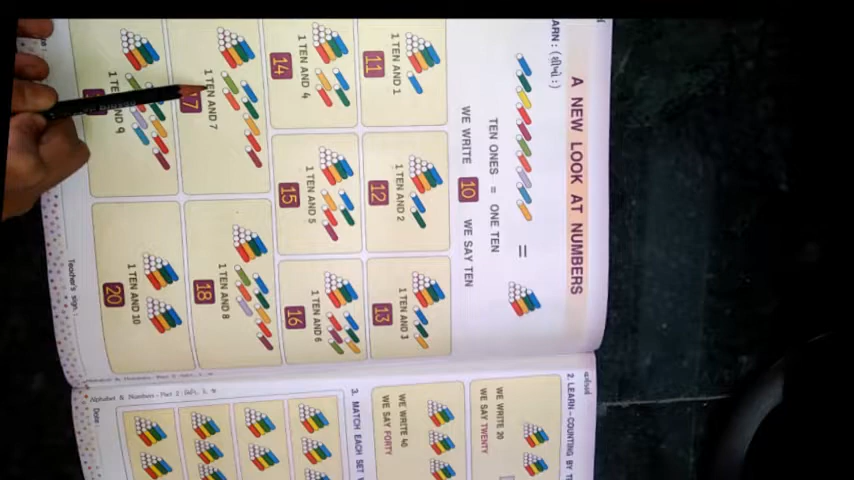 A NEW LOOK AT NUMBERS
=
TEN ONES = ONE TEN
WE WRITE 10 WE SAY TEN
1 TEN AND 1
11
1 TEN AND 2
12
1 TEN AND 3
13
1 TEN AND 4
14
1 TEN AND 5
15
1 TEN AND 6
16
1 TEN AND 7
1 TEN AND 8
18
1 TEN AND 10
20
Teacher's sign.
2. LEARN - COUNTING BY
WE WRITE 20
WE SAY TWENTY
WE WRITE 40
WE SAY FORTY
3. MATCH EACH SET
Date